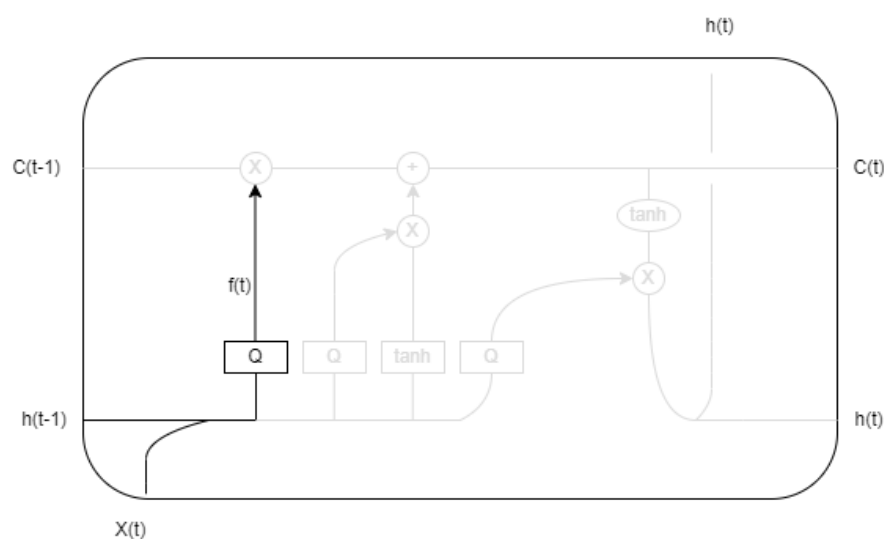 h(t)
C(t-1)
X
+
C(t)
tanh
X
X
f(t)
Q
Q
tanh
Q
h(t-1)
h(t)
X(t)